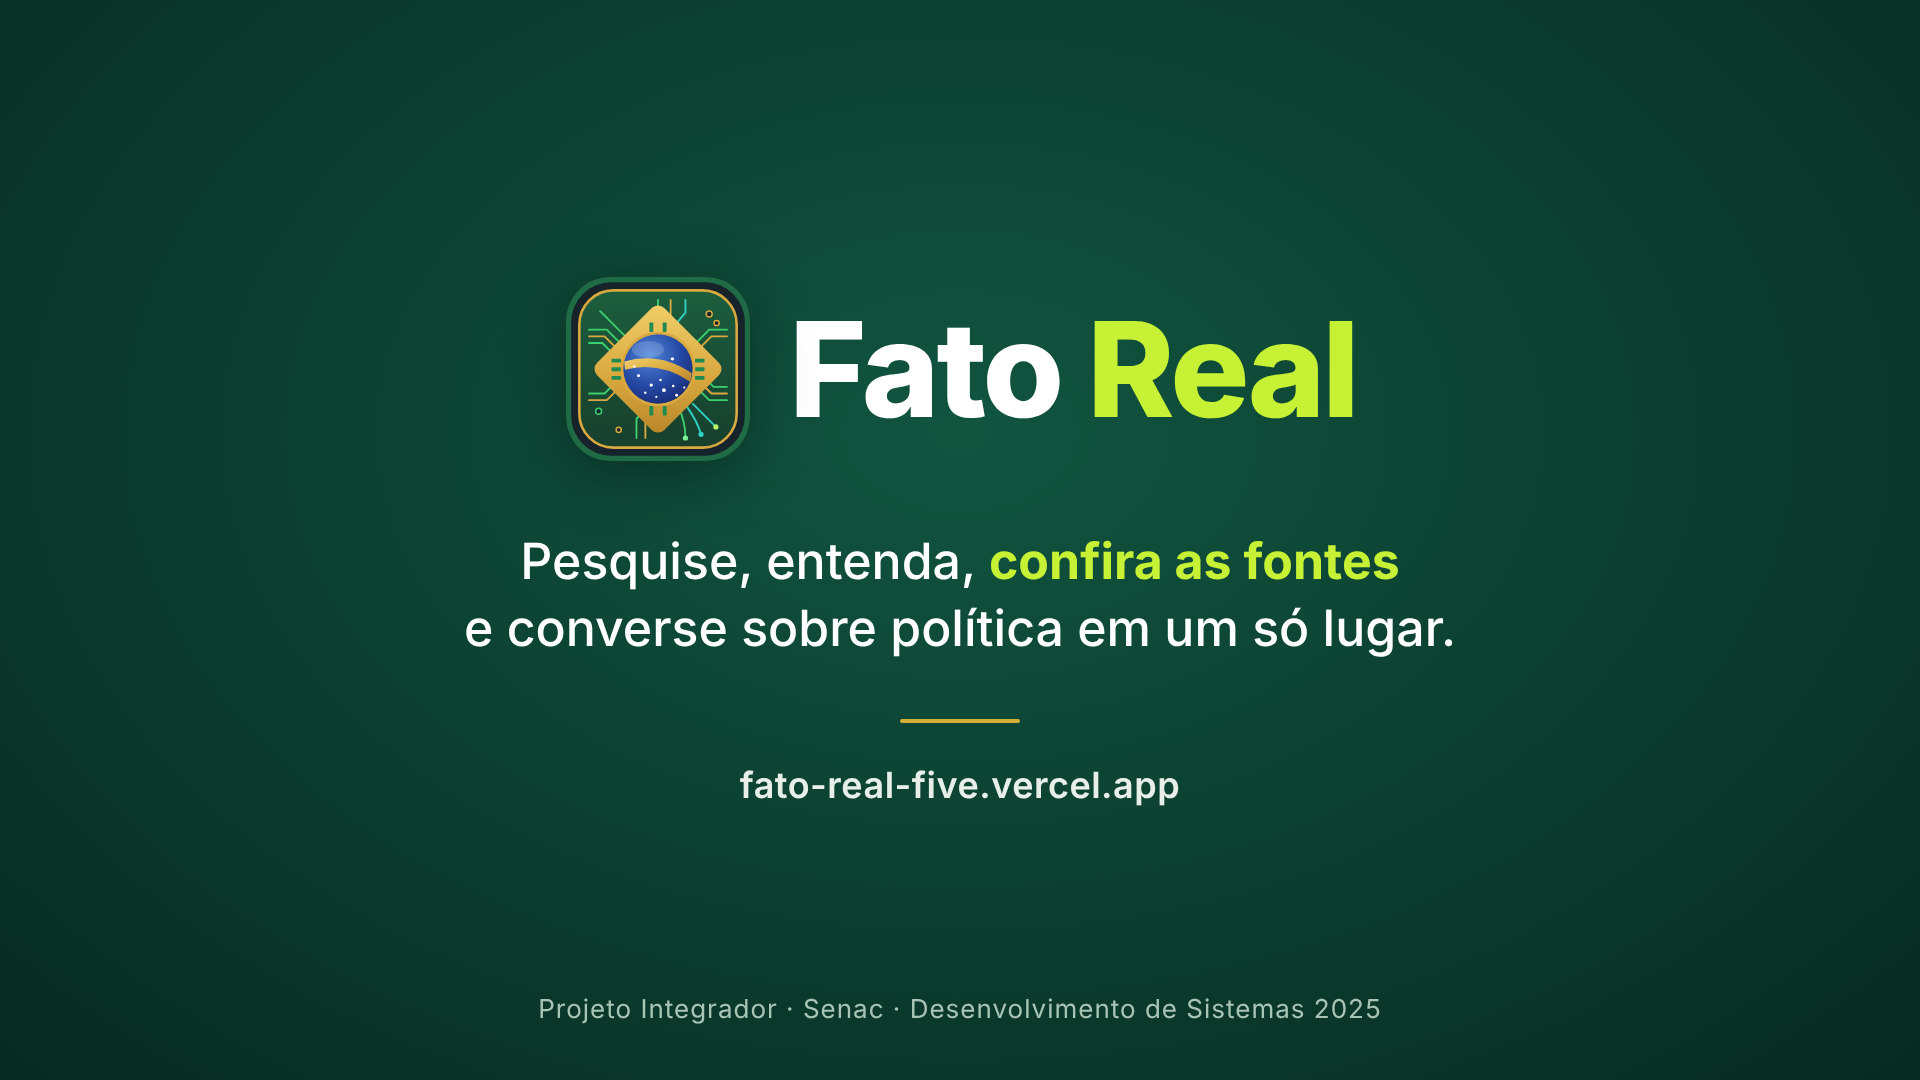 Fato Real
Pesquise, entenda, confira as fontes
e converse sobre política em um só lugar.
fato-real-five.vercel.app
Projeto Integrador · Senac · Desenvolvimento de Sistemas 2025